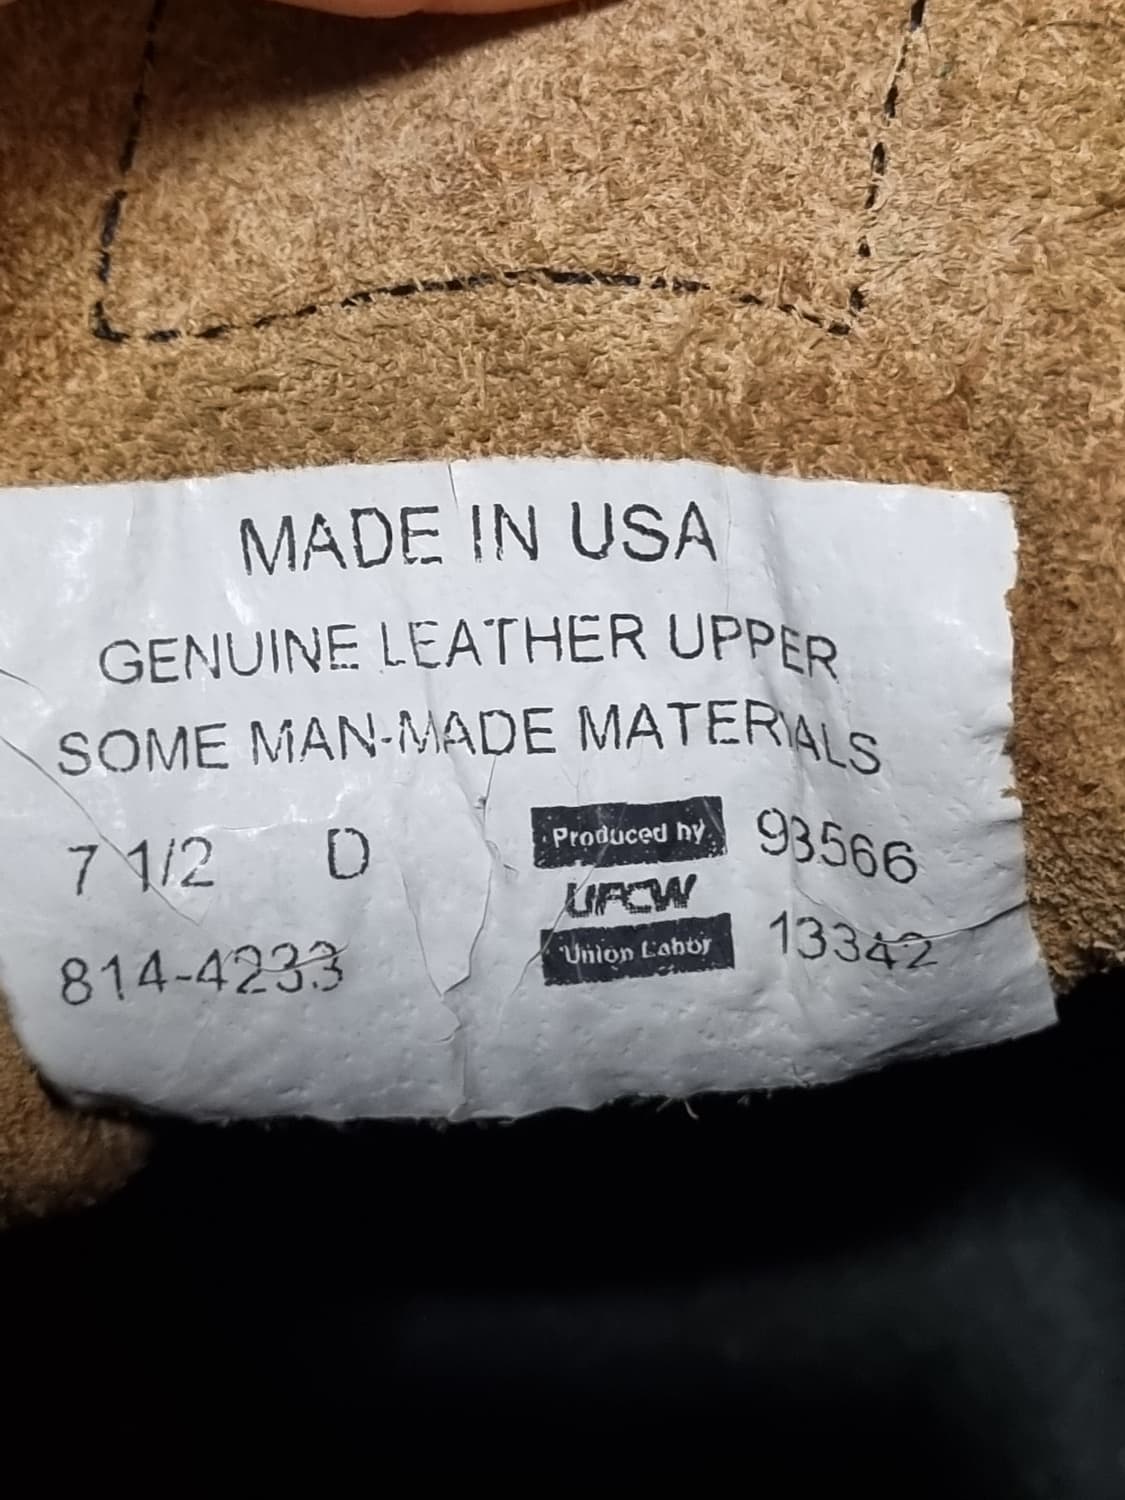 MADE IN USA
GENUINE LEATHER UPPER
SOME MAN-MADE MATERIALS
7 1/2 D
Produced by
93566
UFCW
814-4233
Union Labor
13342